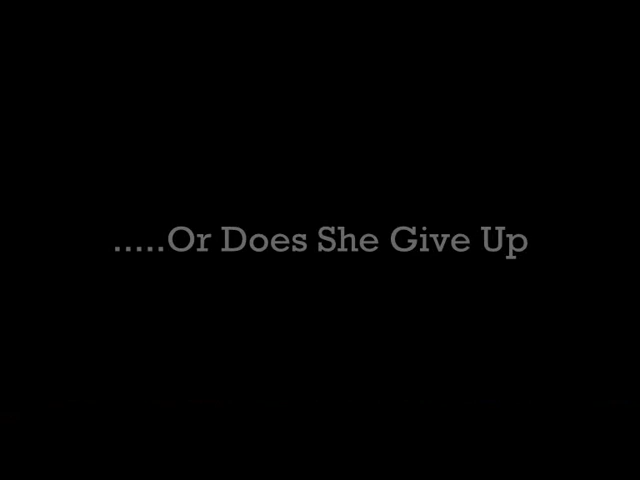 .....Or Does She Give Up